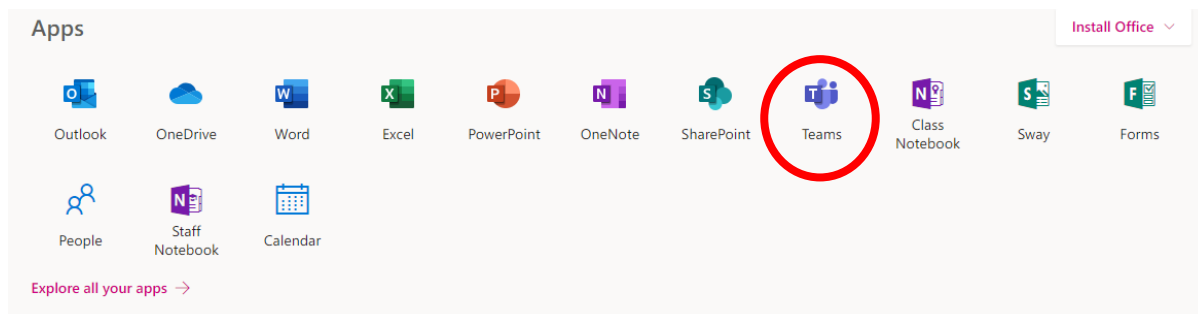 Apps
Install Office
Outlook OneDrive Word Excel PowerPoint OneNote SharePoint Teams Class Notebook Sway Forms
People Staff Notebook Calendar
Explore all your apps →